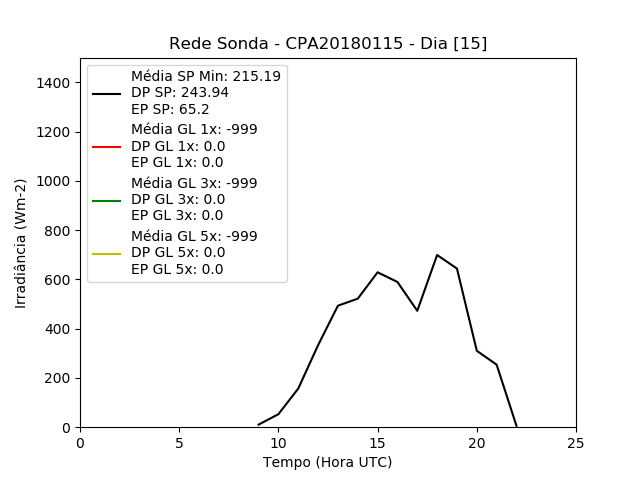 Rede Sonda - CPA20180115 - Dia [15]
Média SP Min: 215.19
DP SP: 243.94
EP SP: 65.2
Média GL 1x: -999
DP GL 1x: 0.0
EP GL 1x: 0.0
Média GL 3x: -999
DP GL 3x: 0.0
EP GL 3x: 0.0
Média GL 5x: -999
DP GL 5x: 0.0
EP GL 5x: 0.0
Irradiância (Wm-2)
1400
1200
1000
800
600
400
200
0
0 5 10 15 20 25
Tempo (Hora UTC)